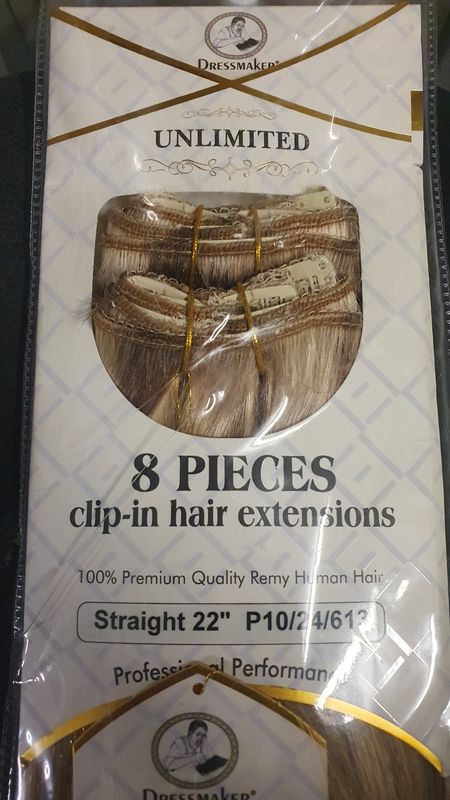 DRESSMAKER®
UNLIMITED
8 PIECES
clip-in hair extensions
100% Premium Quality Remy Human Hair
Straight 22" P10/24/613
DRESSMAKER®